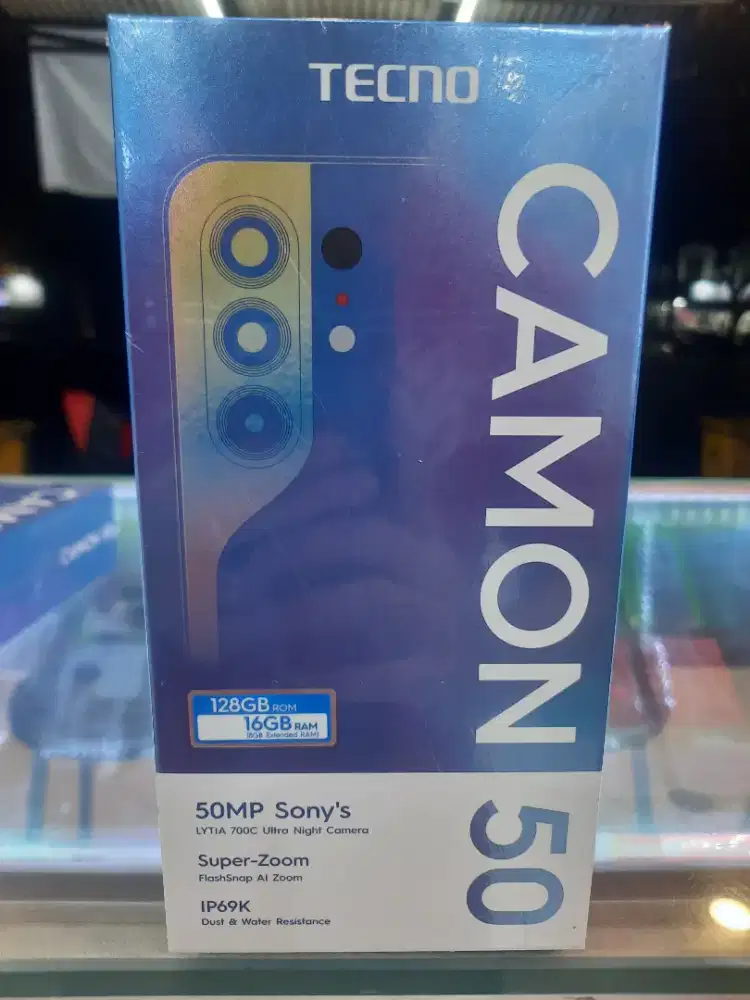 TECNO
CAMON 50
128GB ROM
16GB RAM
(8GB Extended RAM)
50MP Sony's
LYTIA 700C Ultra Night Camera
Super-Zoom
FlashSnap AI Zoom
IP69K
Dust & Water Resistance